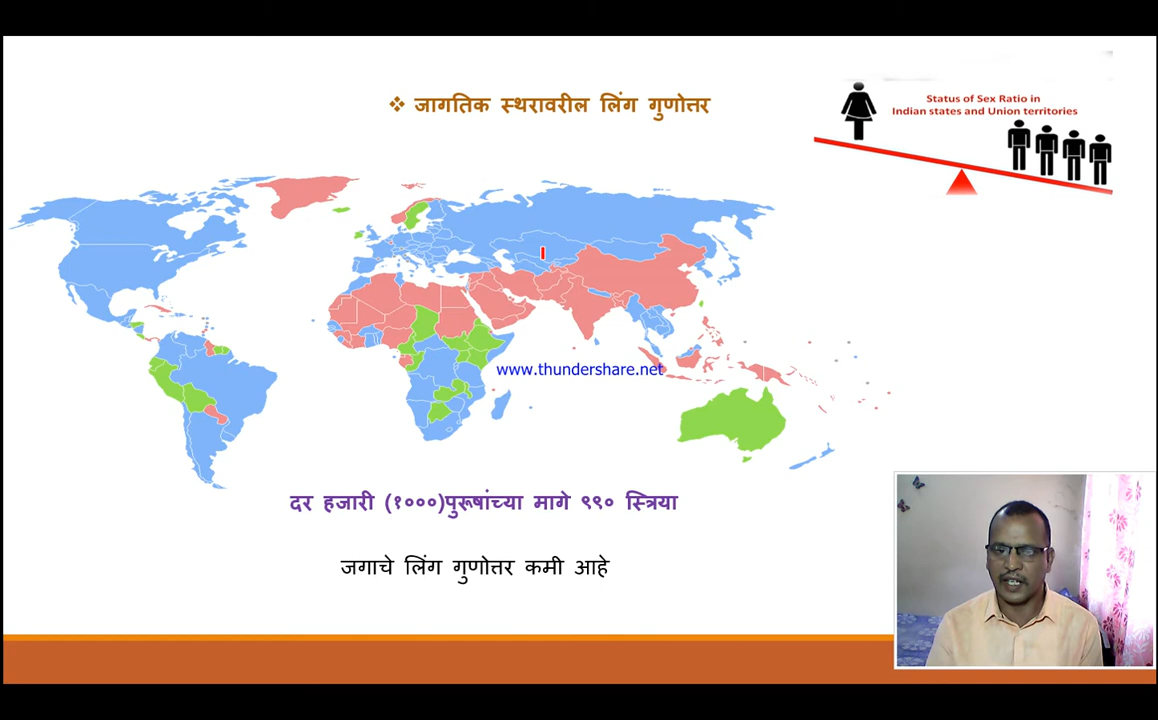 ❖ जागतिक स्थरावरील लिंग गुणोत्तर
Status of Sex Ratio in
Indian states and Union territories
www.thundershare.net
दर हजारी (१०००)पुरूषांच्या मागे ९९० स्त्रिया
जगाचे लिंग गुणोत्तर कमी आहे